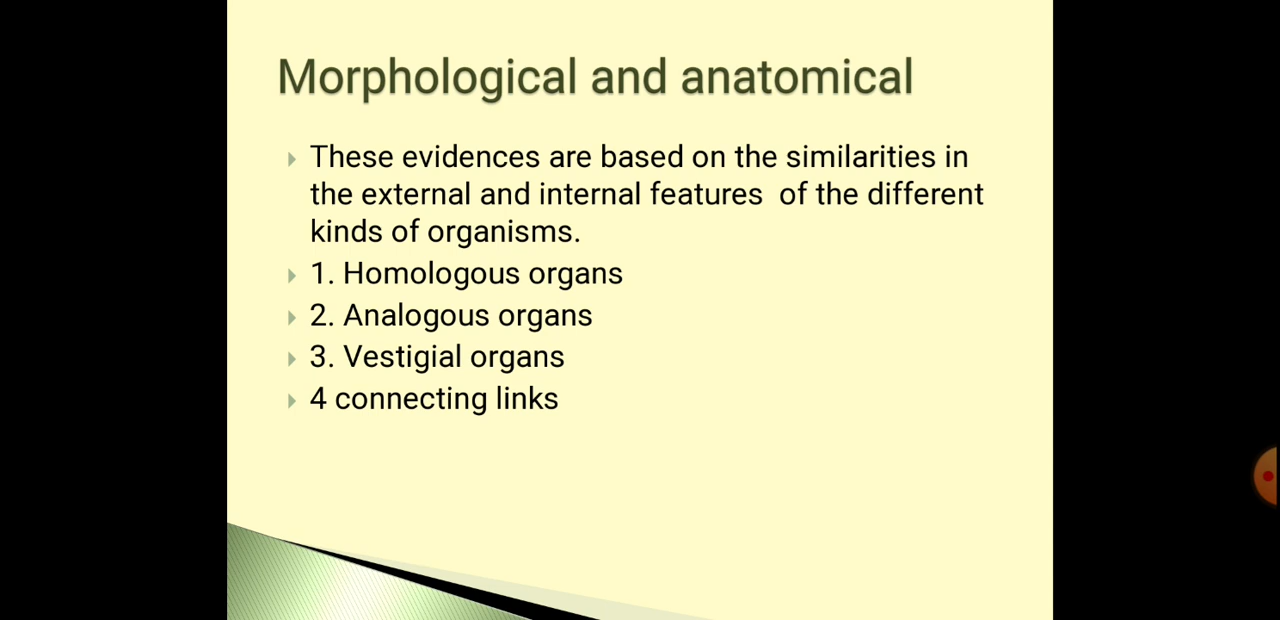 Morphological and anatomical
These evidences are based on the similarities in
the external and internal features  of the different
kinds of organisms.
1. Homologous organs
2. Analogous organs
3. Vestigial organs
4 connecting links